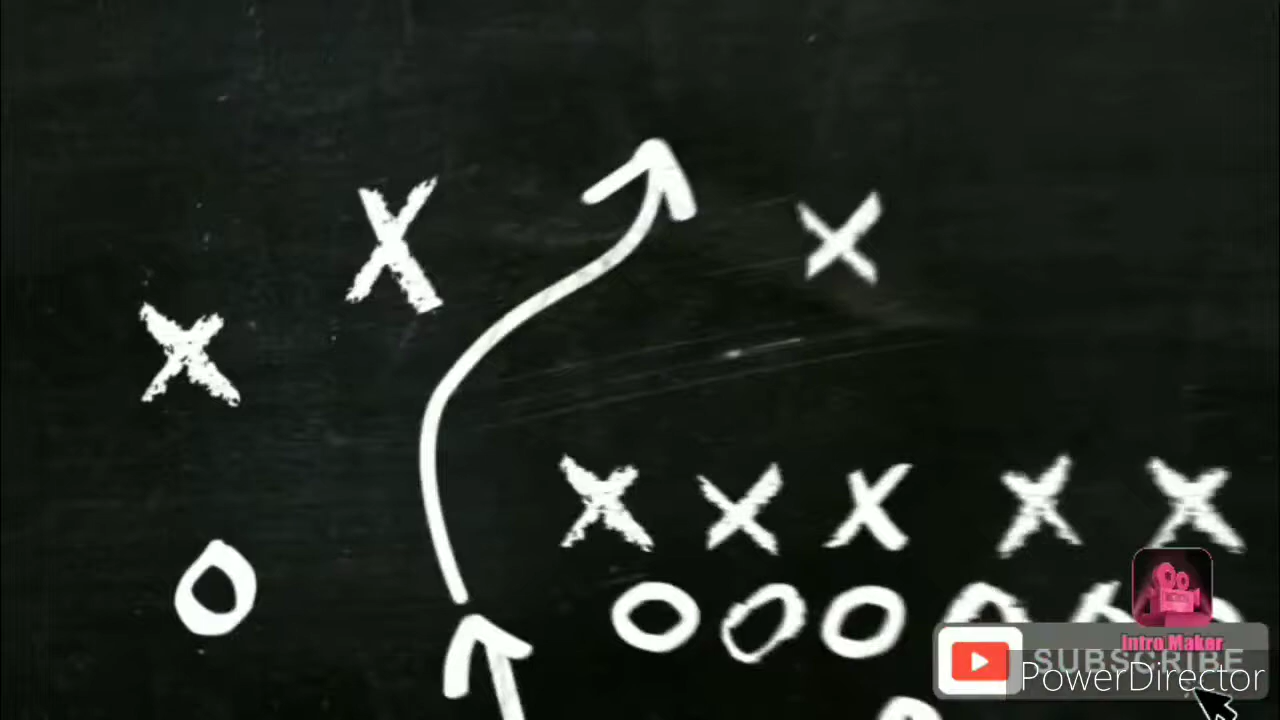 X
X
X
X X X X X
O
O O O
Intro Maker
SUBSCRIBE
PowerDirector